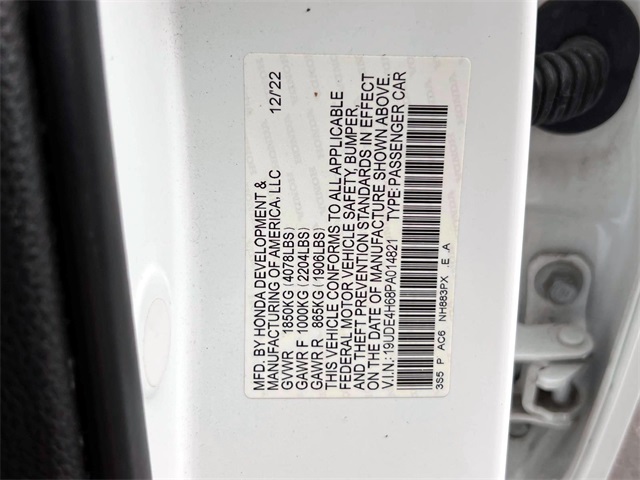 MFD. BY HONDA DEVELOPMENT &
MANUFACTURING OF AMERICA, LLC 12/22
GVWR 1850KG (4078LBS)
GAWR F 1000KG (2204LBS)
GAWR R 865KG (1906LBS)
THIS VEHICLE CONFORMS TO ALL APPLICABLE
FEDERAL MOTOR VEHICLE SAFETY, BUMPER,
AND THEFT PREVENTION STANDARDS IN EFFECT
ON THE DATE OF MANUFACTURE SHOWN ABOVE.
V.I.N.:19UDE4H68PA014821 TYPE:PASSENGER CAR
3S5 P AC6 NH883PX .E .A